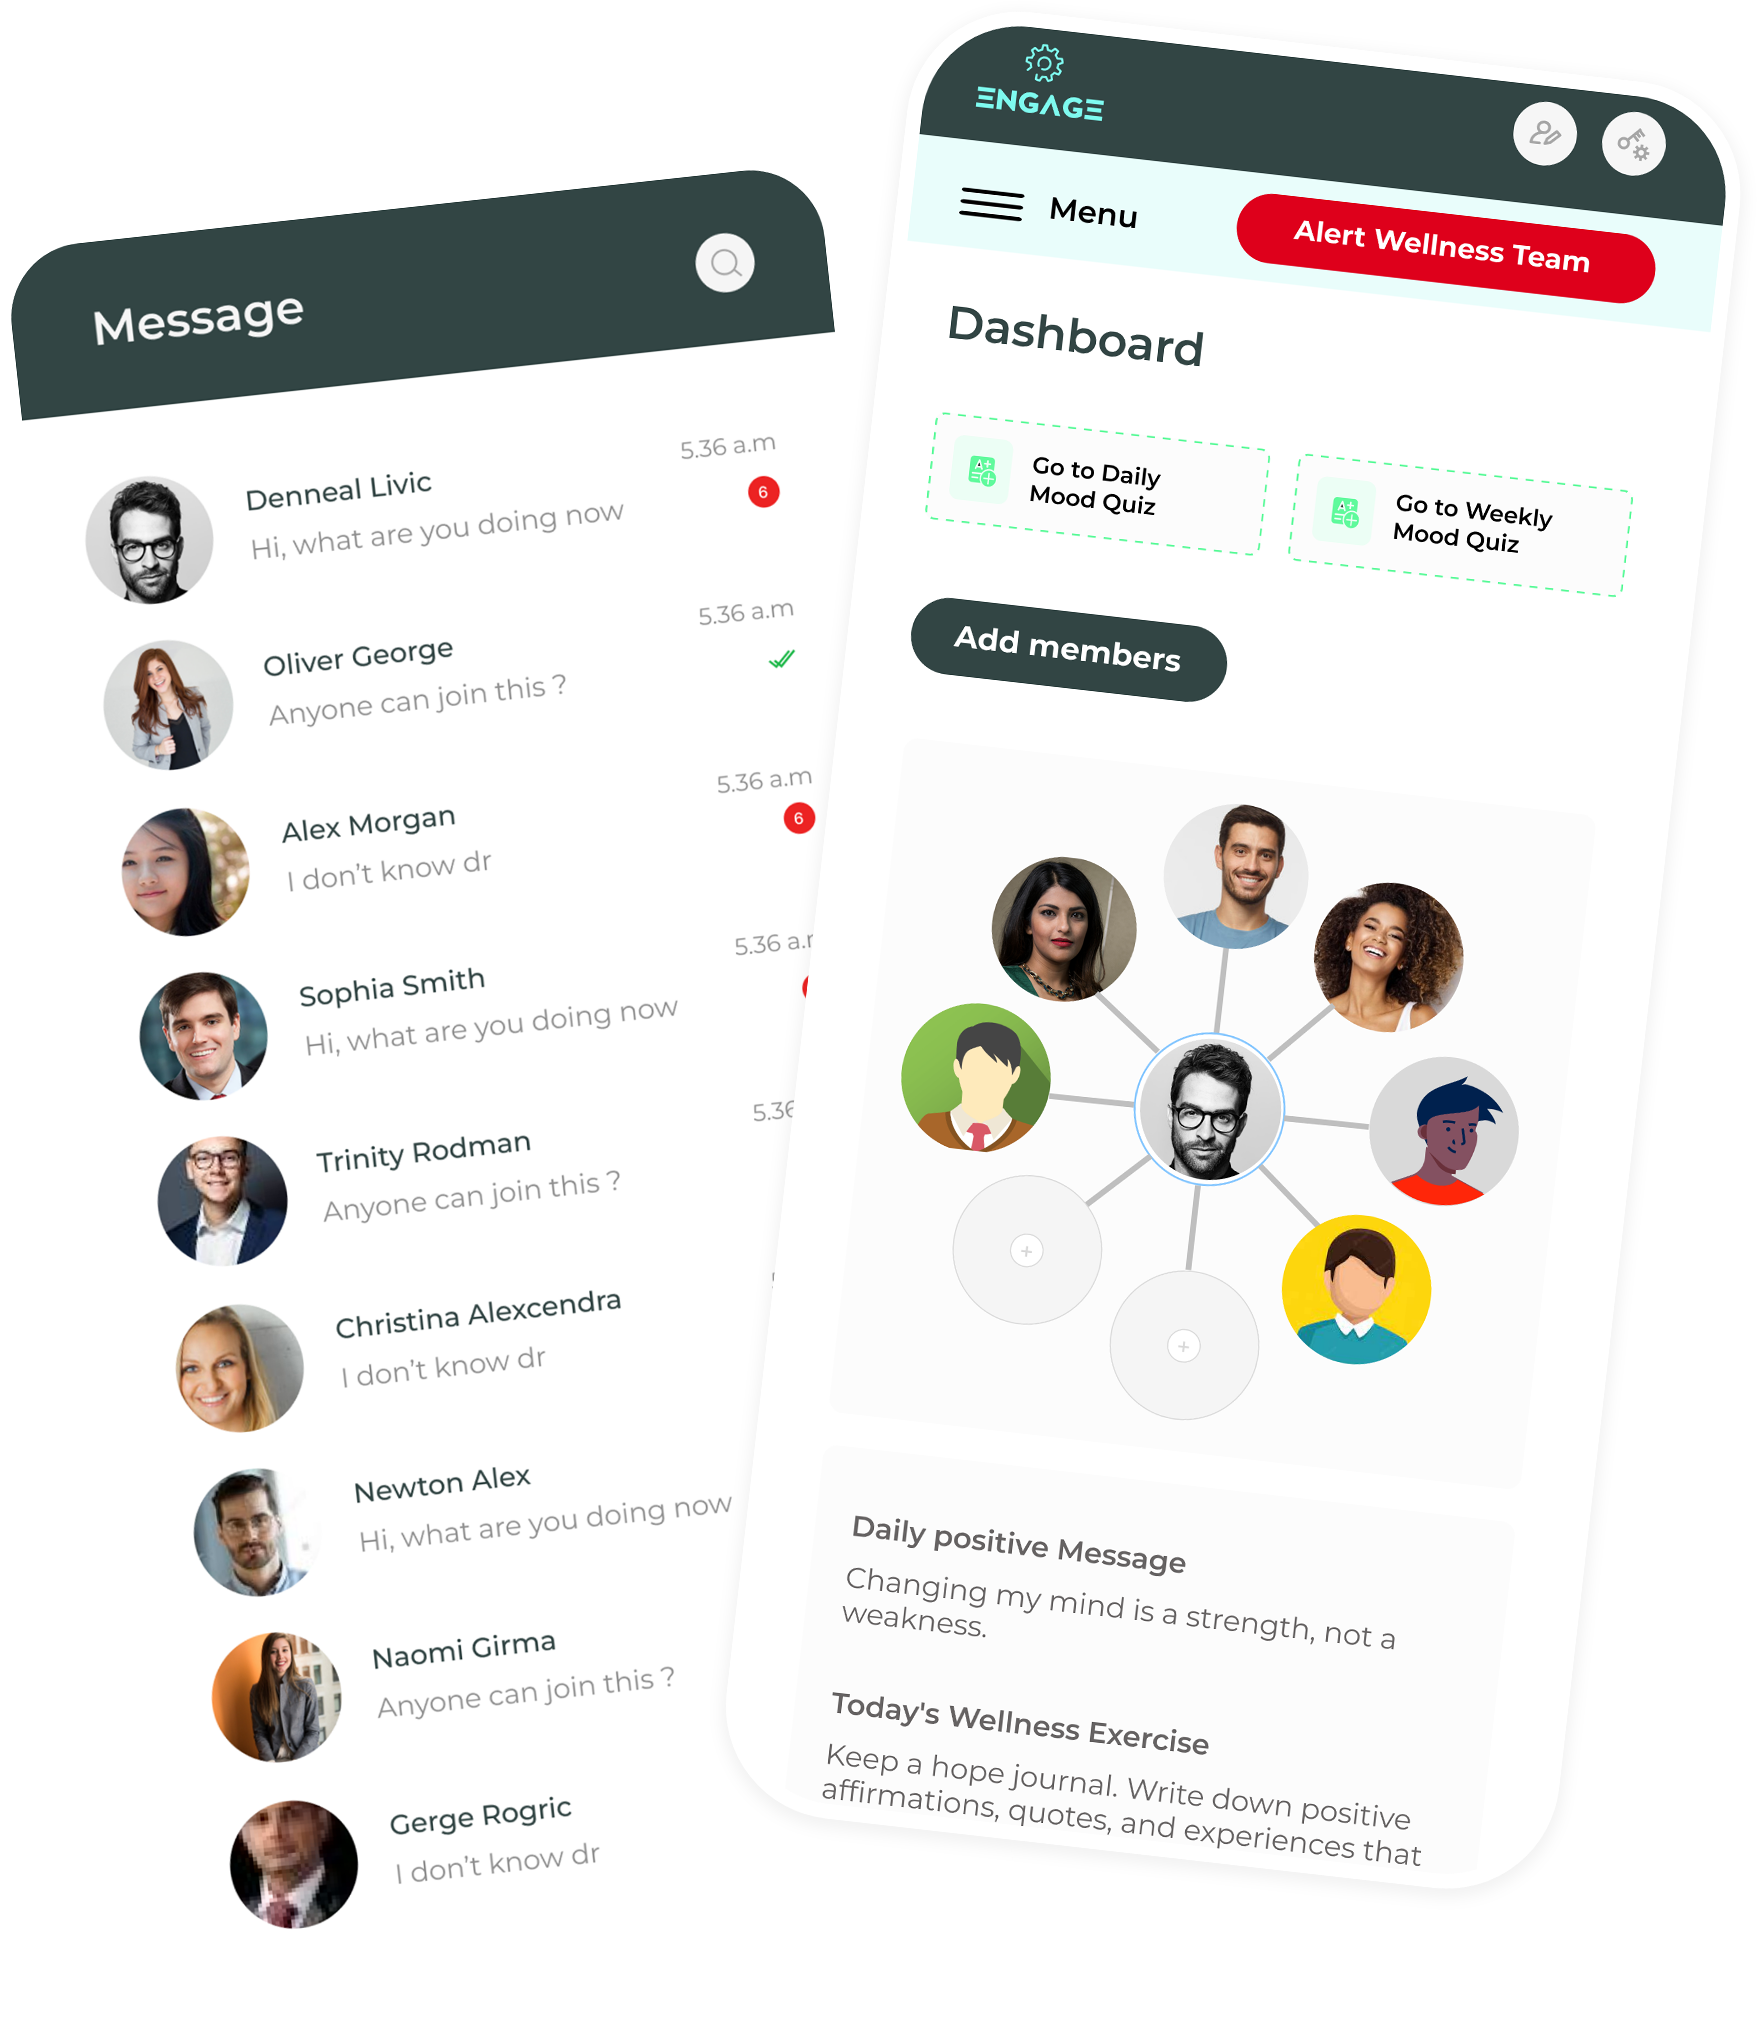 Message
Denneal Livic
5.36 a.m
Hi, what are you doing now
6
Oliver George
5.36 a.m
Anyone can join this ?
Alex Morgan
5.36 a.m
I don't know dr
6
Sophia Smith
5.36 a.
Hi, what are you doing now
Trinity Rodman
5.36
Anyone can join this ?
Christina Alexcendra
I don't know dr
Newton Alex
Hi, what are you doing now
Naomi Girma
Anyone can join this ?
Gerge Rogric
I don't know dr
ENGAGE
Menu
Alert Wellness Team
Dashboard
Go to Daily
Mood Quiz
Go to Weekly
Mood Quiz
Add members
Daily positive Message
Changing my mind is a strength, not a
weakness.
Today's Wellness Exercise
Keep a hope journal. Write down positive
affirmations, quotes, and experiences that